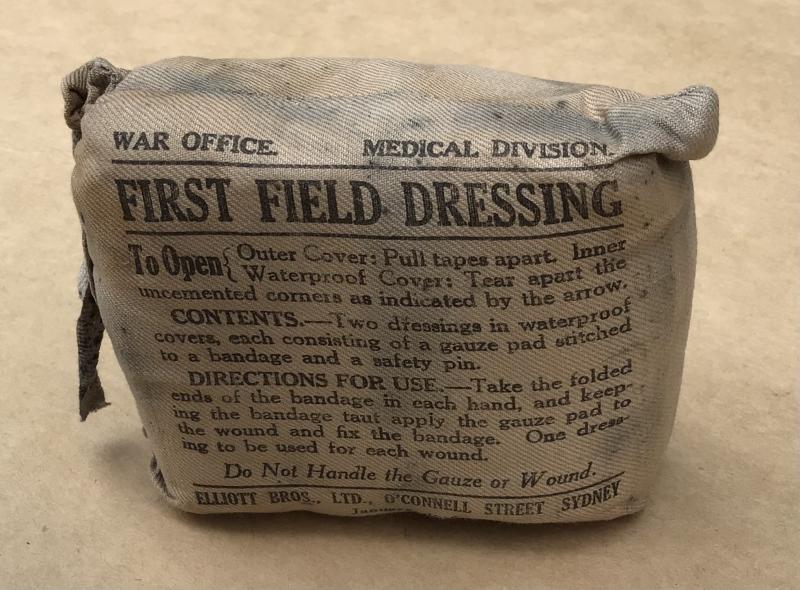 WAR OFFICE. MEDICAL DIVISION.
FIRST FIELD DRESSING
To Open { Outer Cover: Pull tapes apart. Inner
Waterproof Cover: Tear apart the
uncemented corners as indicated by the arrow.
CONTENTS.—Two dressings in waterproof
covers, each consisting of a gauze pad stitched
to a bandage and a safety pin.
DIRECTIONS FOR USE.—Take the folded
ends of the bandage in each hand, and keep-
ing the bandage taut apply the gauze pad to
the wound and fix the bandage. One dress-
ing to be used for each wound.
Do Not Handle the Gauze or Wound.
ELLIOTT BROS., LTD., O'CONNELL STREET SYDNEY